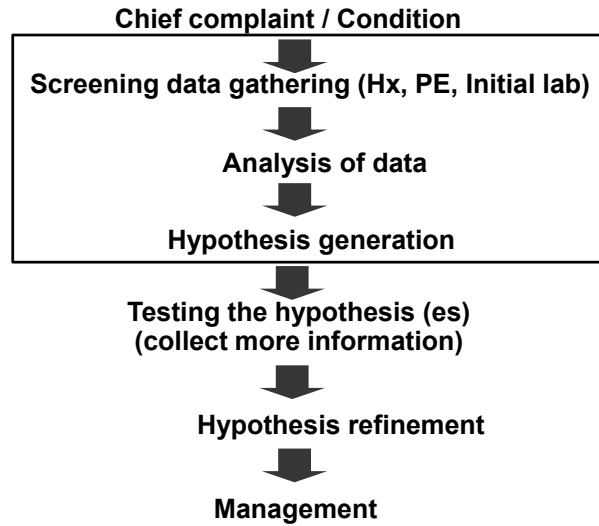 Chief complaint / Condition
Screening data gathering (Hx, PE, Initial lab)
Analysis of data
Hypothesis generation
Testing the hypothesis (es)
(collect more information)
Hypothesis refinement
Management